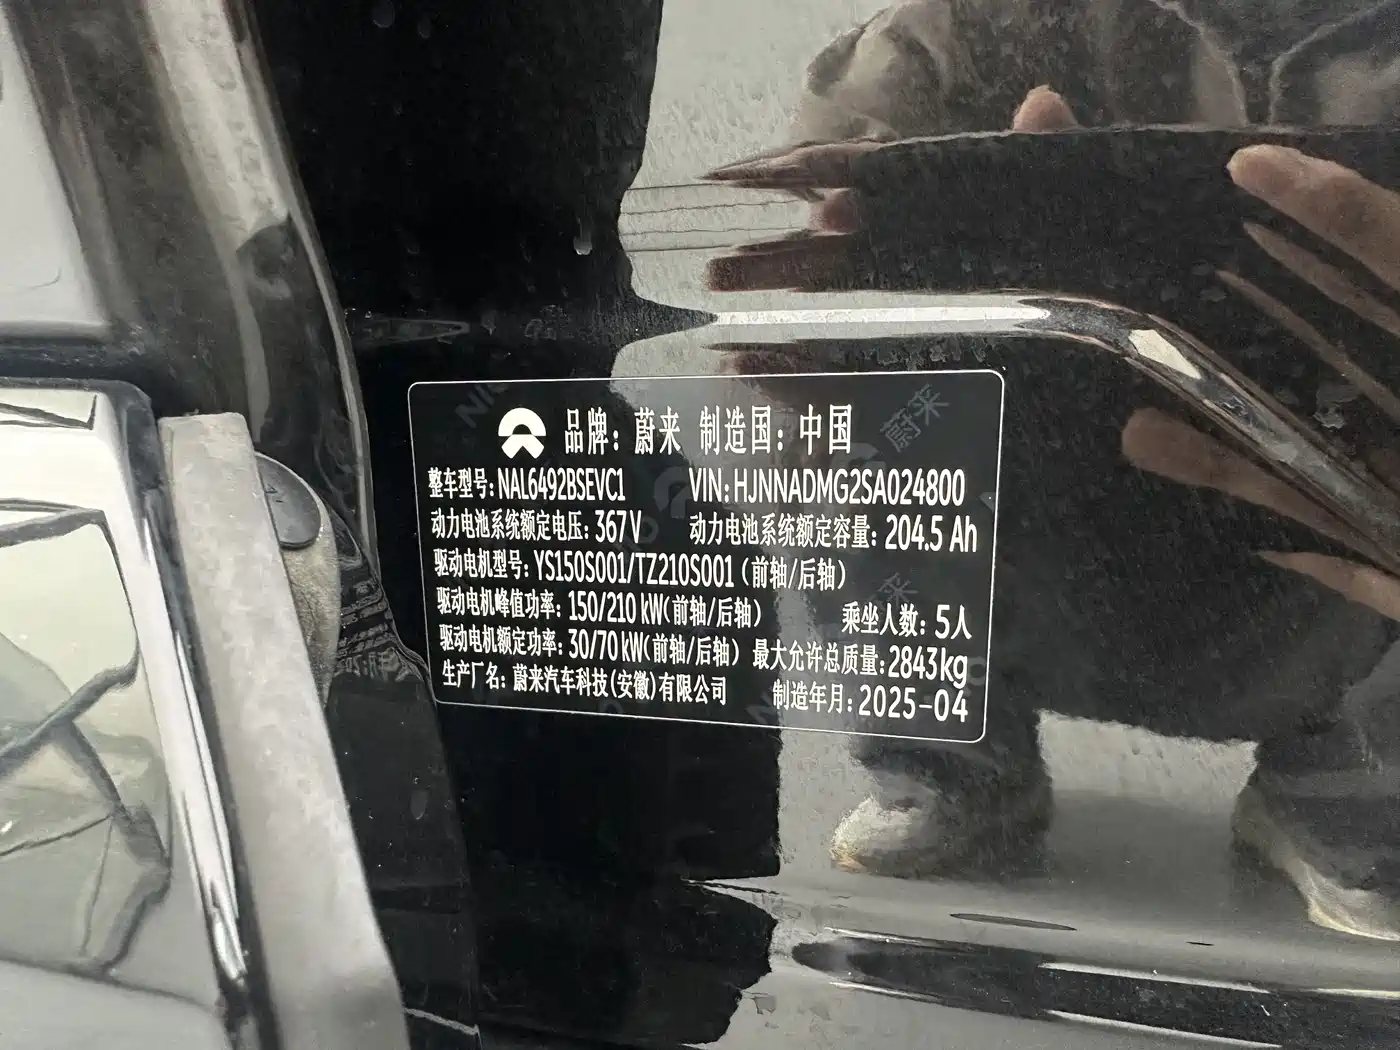 品牌：蔚来 制造国：中国
整车型号：NAL6492BSEVC1 VIN：HJNNADMG2SA024800
动力电池系统额定电压：367V 动力电池系统额定容量：204.5 Ah
驱动电机型号：YS150S001/TZ210S001（前轴/后轴）
驱动电机峰值功率：150/210 kW（前轴/后轴） 乘坐人数：5人
驱动电机额定功率：30/70 kW（前轴/后轴） 最大允许总质量：2843kg
生产厂名：蔚来汽车科技（安徽）有限公司 制造年月：2025-04
蔚来